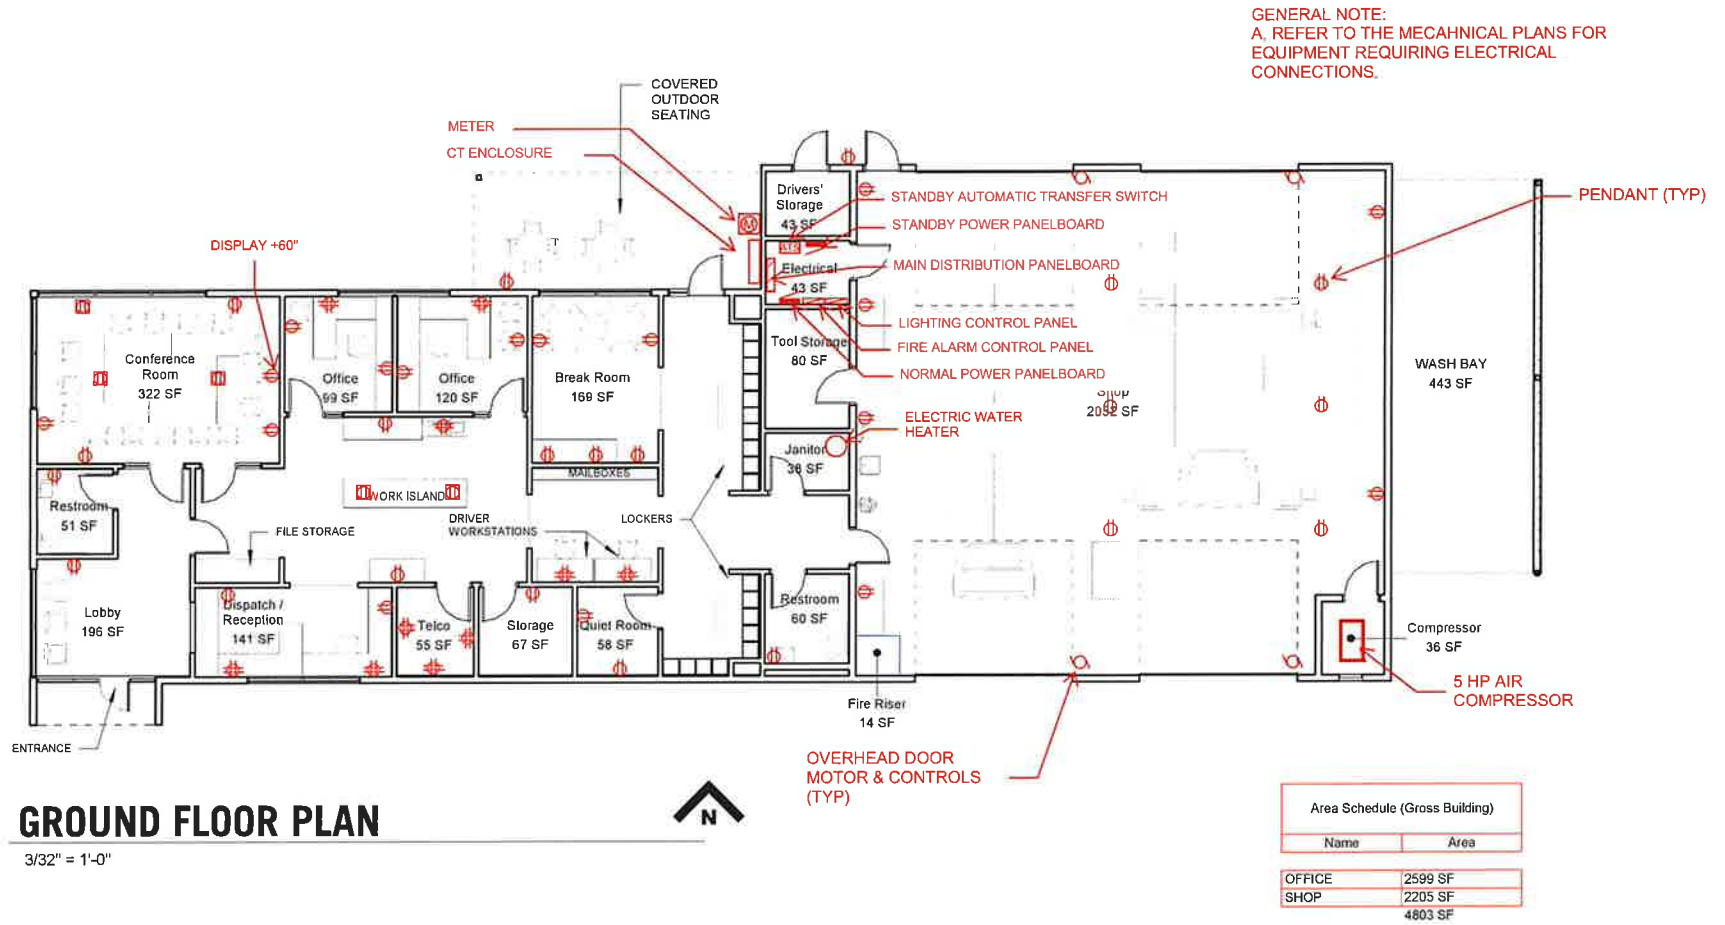 GENERAL NOTE:
A. REFER TO THE MECAHNICAL PLANS FOR
EQUIPMENT REQUIRING ELECTRICAL
CONNECTIONS.
COVERED
OUTDOOR
SEATING
METER
CT ENCLOSURE
DISPLAY +60"
Drivers'
Storage
43 SF
STANDBY AUTOMATIC TRANSFER SWITCH
STANDBY POWER PANELBOARD
PENDANT (TYP)
M
ATS
Electrical
43 SF
MAIN DISTRIBUTION PANELBOARD
LIGHTING CONTROL PANEL
FIRE ALARM CONTROL PANEL
NORMAL POWER PANELBOARD
Tool Storage
80 SF
Conference
Room
322 SF
Office
99 SF
Office
120 SF
Break Room
169 SF
Shop
WASH BAY
443 SF
ELECTRIC WATER
HEATER
Janitor
38 SF
MAILBOXES
Restroom
51 SF
WORK ISLAND
FILE STORAGE
DRIVER
WORKSTATIONS
LOCKERS
Lobby
196 SF
Dispatch /
Reception
141 SF
Telco
55 SF
Storage
67 SF
Quiet Room
58 SF
Restroom
60 SF
Compressor
36 SF
5 HP AIR
COMPRESSOR
Fire Riser
14 SF
ENTRANCE
OVERHEAD DOOR
MOTOR & CONTROLS
(TYP)
N
GROUND FLOOR PLAN
3/32" = 1'-0"
Area Schedule (Gross Building)
Name Area
OFFICE 2599 SF
SHOP 2205 SF
4803 SF